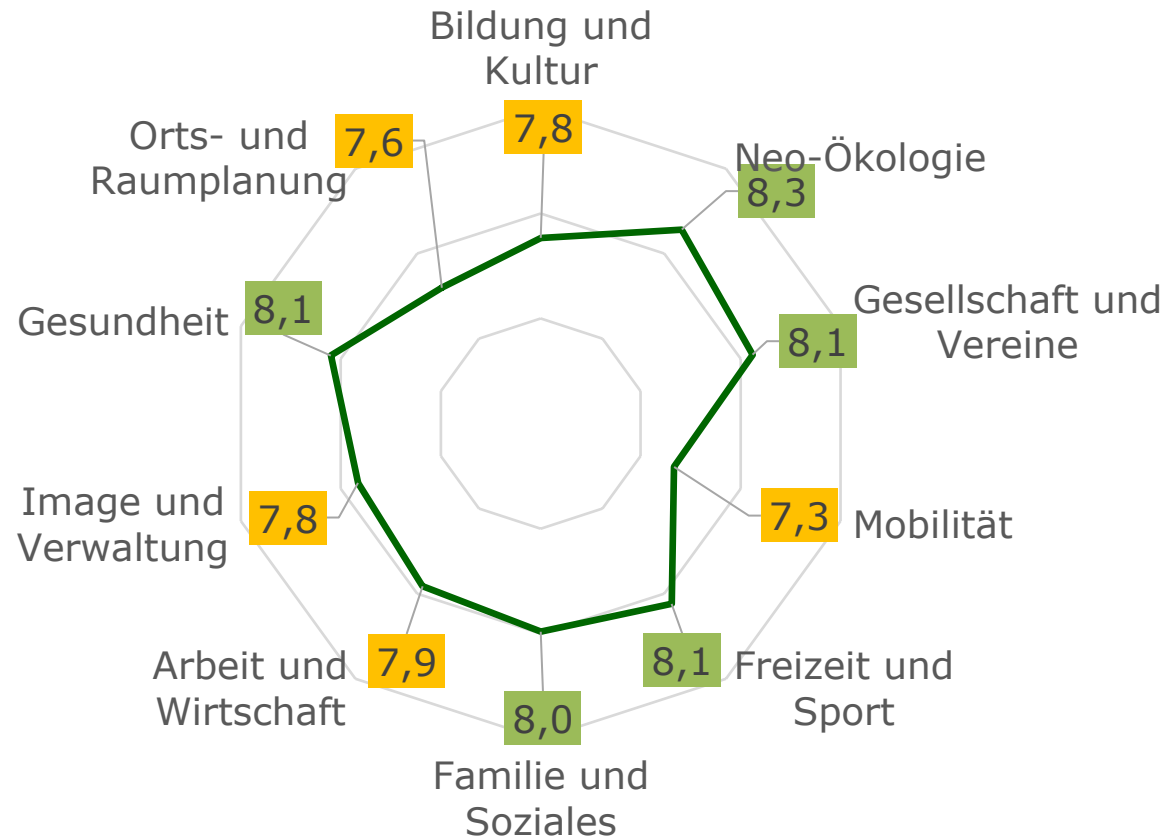 Bildung und
Kultur
7,8
Neo-Ökologie
8,3
Gesellschaft und
Vereine
8,1
Mobilität
7,3
Freizeit und
Sport
8,1
Familie und
Soziales
8,0
Arbeit und
Wirtschaft
7,9
Image und
Verwaltung
7,8
Gesundheit
8,1
Orts- und
Raumplanung
7,6